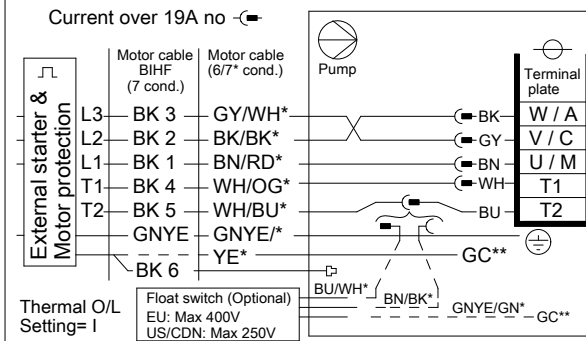 Current over 19A no
Motor cable BIHF (7 cond.)
Motor cable (6/7* cond.)
Pump
Terminal plate
External starter & Motor protection
L3 BK 3 GY/WH* BK W / A
L2 BK 2 BK/BK* GY V / C
L1 BK 1 BN/RD* BN U / M
T1 BK 4 WH/OG* WH T1
T2 BK 5 WH/BU* BU T2
GNYE GNYE/*
YE* GC**
BK 6
BU/WH*
BN/BK*
GNYE/GN* GC**
Thermal O/L
Setting= I
Float switch (Optional)
EU: Max 400V
US/CDN: Max 250V